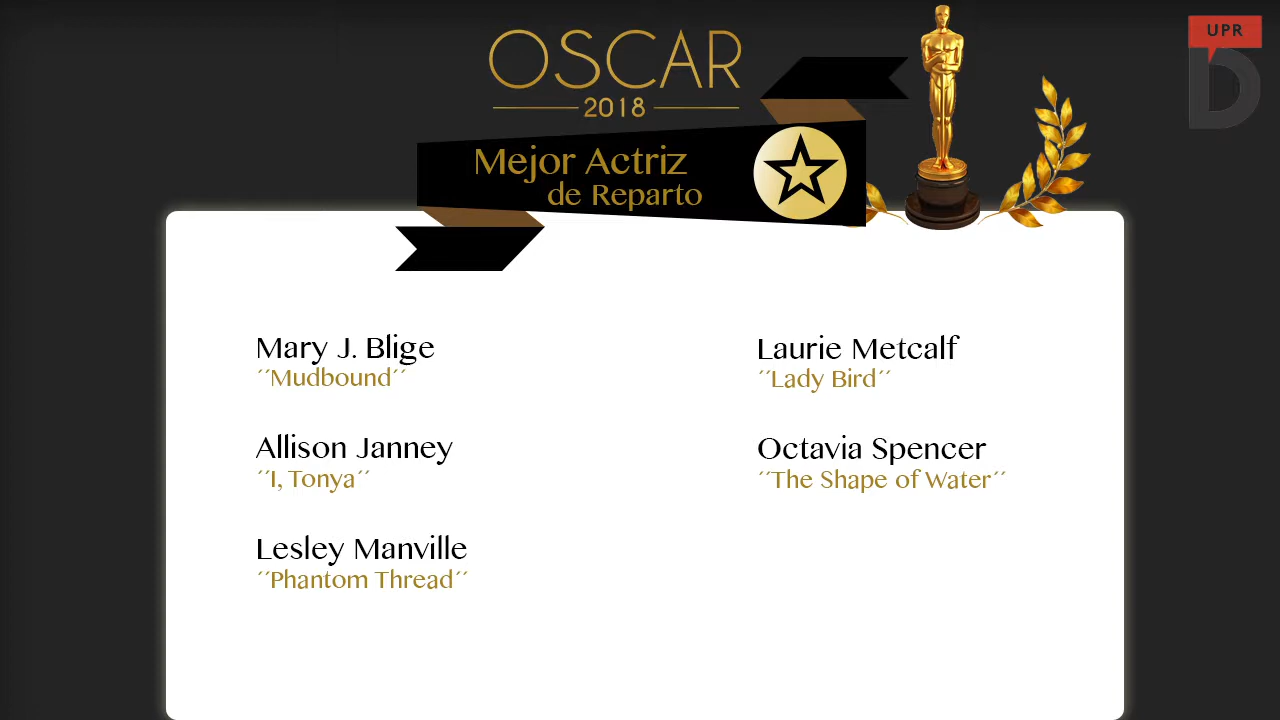 OSCAR
2018
UPR
D
Mejor Actriz
de Reparto
Mary J. Blige
´´Mudbound´´
Allison Janney
´´I, Tonya´´
Lesley Manville
´´Phantom Thread´´
Laurie Metcalf
´´Lady Bird´´
Octavia Spencer
´´The Shape of Water´´